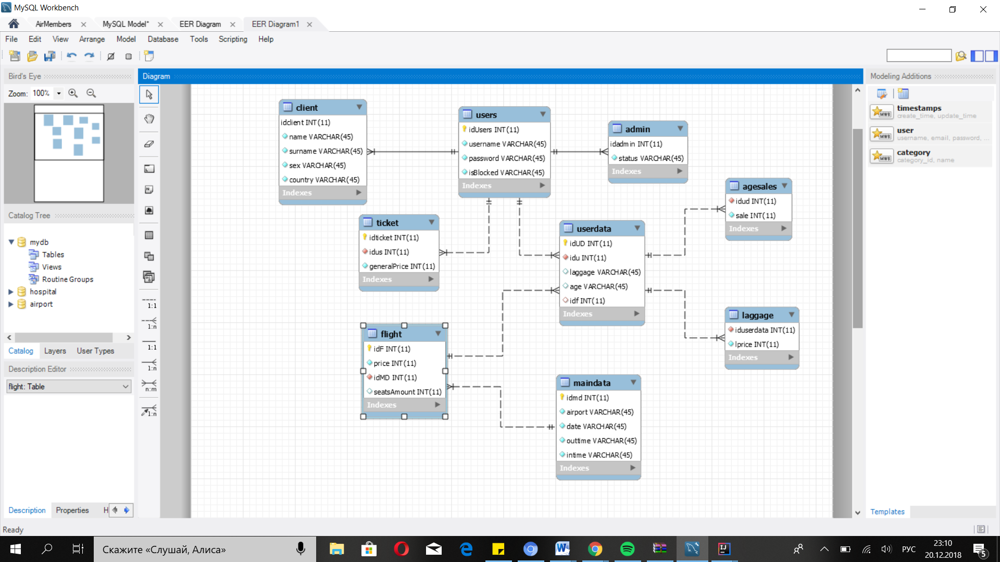 MySQL Workbench
AirMembers
MySQL Model*
EER Diagram
EER Diagram1
File Edit View Arrange Model Database Tools Scripting Help
Bird's Eye
Zoom: 100%
Catalog Tree
mydb
Tables
Views
Routine Groups
hospital
airport
Catalog Layers User Types
Description Editor
flight: Table
Description Properties H
Ready
1:1
1:n
1:1
1:n
n:m
1:n
Diagram
client
idclient INT(11)
name VARCHAR(45)
surname VARCHAR(45)
sex VARCHAR(45)
country VARCHAR(45)
Indexes
users
idUsers INT(11)
username VARCHAR(45)
password VARCHAR(45)
isBlocked VARCHAR(45)
Indexes
admin
idadmin INT(11)
status VARCHAR(45)
Indexes
agesales
idud INT(11)
sale INT(11)
Indexes
ticket
idticket INT(11)
idus INT(11)
generalPrice INT(11)
Indexes
userdata
idUD INT(11)
idu INT(11)
laggage VARCHAR(45)
age VARCHAR(45)
idf INT(11)
Indexes
laggage
iduserdata INT(11)
lprice INT(11)
Indexes
flight
idF INT(11)
price INT(11)
idMD INT(11)
seatsAmount INT(11)
Indexes
maindata
idmd INT(11)
airport VARCHAR(45)
date VARCHAR(45)
outtime VARCHAR(45)
intime VARCHAR(45)
Indexes
Modeling Additions
MWB
timestamps
create_time, update_time
MWB
user
username, email, password, ...
MWB
category
category_id, name
Templates
Скажите «Слушай, Алиса»
РУС
23:10
20.12.2018
5